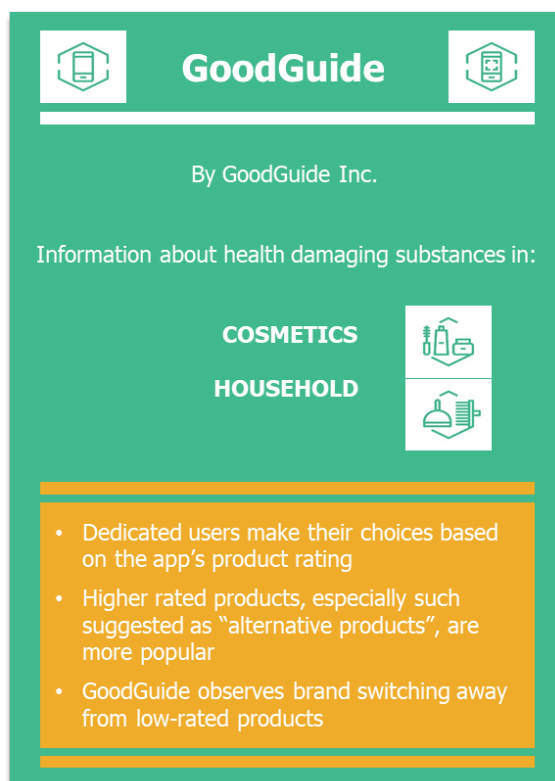 GoodGuide
By GoodGuide Inc.
Information about health damaging substances in:
COSMETICS
HOUSEHOLD
• Dedicated users make their choices based
on the app’s product rating
• Higher rated products, especially such
suggested as “alternative products”, are
more popular
• GoodGuide observes brand switching away
from low-rated products